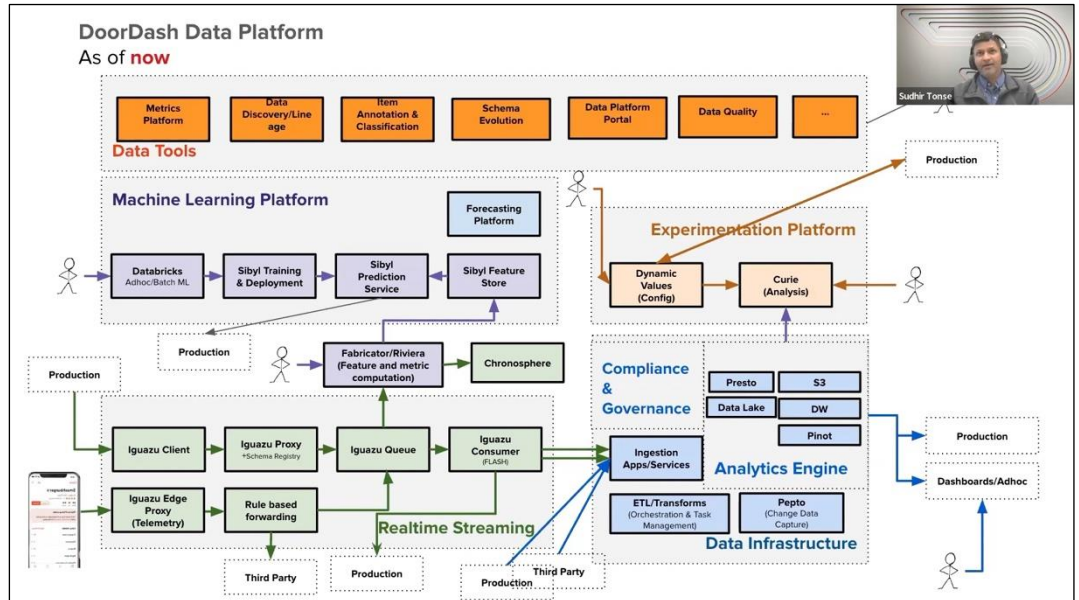 DoorDash Data Platform
As of now
Sudhir Tonse
Metrics
Platform
Data
Discovery/Line
age
Item
Annotation &
Classification
Schema
Evolution
Data Platform
Portal
Data Quality
...
Data Tools
Production
Machine Learning Platform
Forecasting
Platform
Databricks
Adhoc/Batch ML
Sibyl Training
& Deployment
Sibyl
Prediction
Service
Sibyl Feature
Store
Experimentation Platform
Dynamic
Values
(Config)
Curie
(Analysis)
Production
Production
Fabricator/Riviera
(Feature and metric
computation)
Chronosphere
Compliance
&
Governance
Presto
S3
Data Lake
DW
Pinot
Analytics Engine
Iguazu Client
Iguazu Proxy
+Schema Registry
Iguazu Queue
Iguazu
Consumer
(FLASH)
Ingestion
Apps/Services
Production
Dashboards/Adhoc
Iguazu Edge
Proxy
(Telemetry)
Rule based
forwarding
Realtime Streaming
ETL/Transforms
(Orchestration & Task
Management)
Pepto
(Change Data
Capture)
Data Infrastructure
Third Party
Production
Production
Third Party